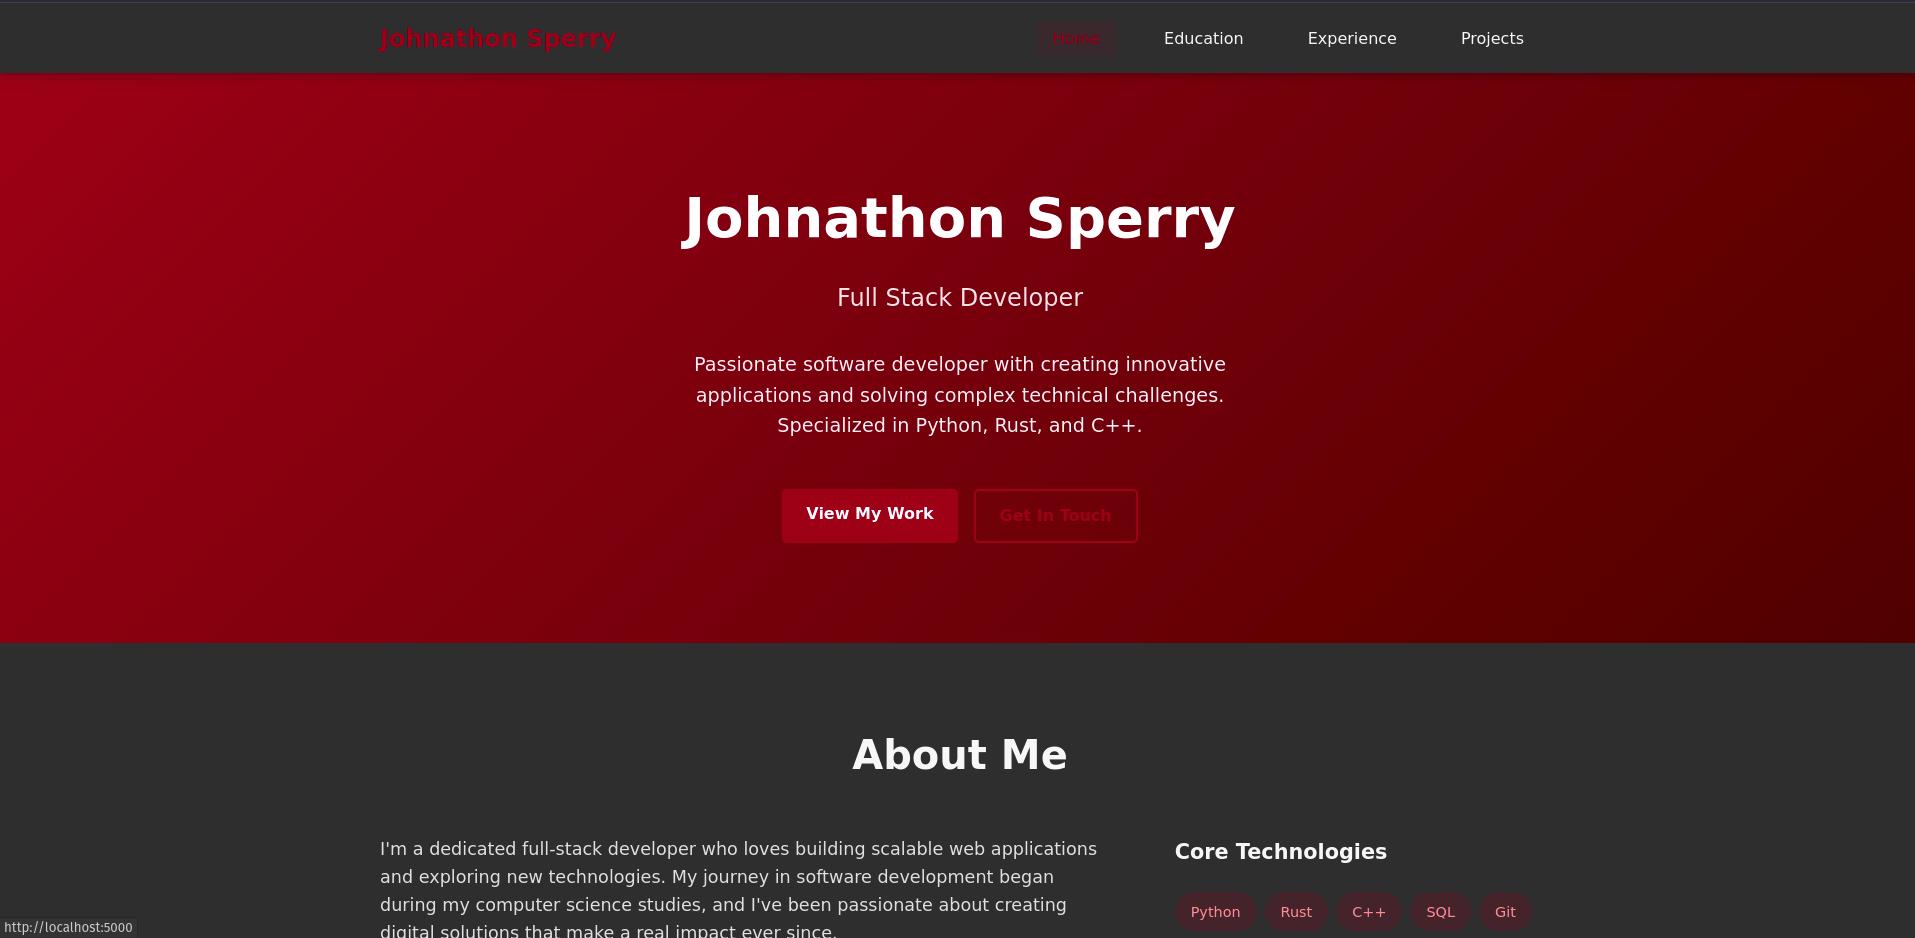 Johnathon Sperry
Home Education Experience Projects
Johnathon Sperry
Full Stack Developer
Passionate software developer with creating innovative
applications and solving complex technical challenges.
Specialized in Python, Rust, and C++.
View My Work Get In Touch
About Me
I'm a dedicated full-stack developer who loves building scalable web applications
and exploring new technologies. My journey in software development began
during my computer science studies, and I've been passionate about creating
digital solutions that make a real impact ever since.
Core Technologies
Python Rust C++ SQL Git
http://localhost:5000